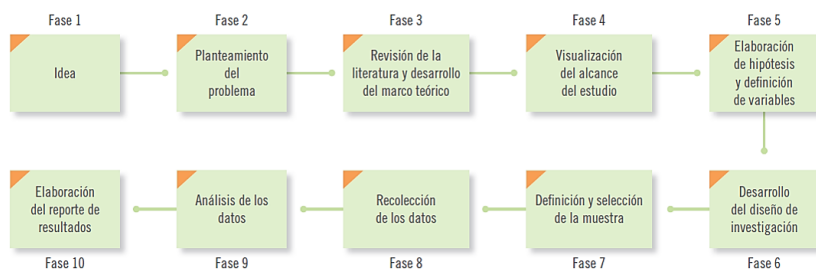 Fase 1
Idea
Fase 2
Planteamiento
del
problema
Fase 3
Revisión de la
literatura y desarrollo
del marco teórico
Fase 4
Visualización
del alcance
del estudio
Fase 5
Elaboración
de hipótesis
y definición
de variables
Desarrollo
del diseño de
investigación
Fase 6
Definición y selección
de la muestra
Fase 7
Recolección
de los datos
Fase 8
Análisis de los
datos
Fase 9
Elaboración
del reporte de
resultados
Fase 10